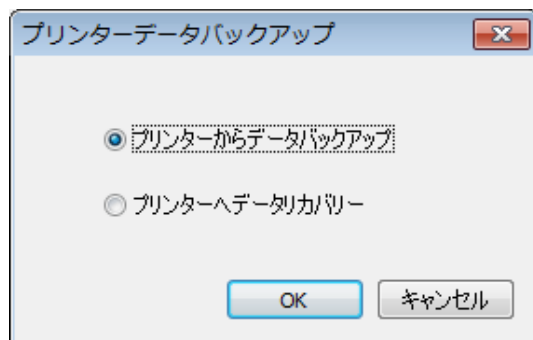 プリンターデータバックアップ
プリンターからデータバックアップ
プリンターへデータリカバリー
OK キャンセル